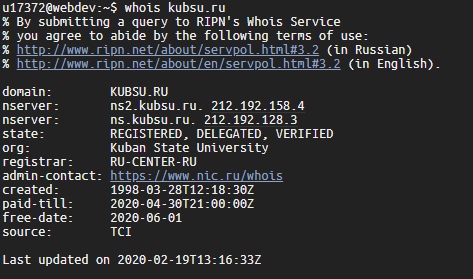 u17372@webdev:~$ whois kubsu.ru
% By submitting a query to RIPN's Whois Service
% you agree to abide by the following terms of use:
% http://www.ripn.net/about/servpol.html#3.2 (in Russian)
% http://www.ripn.net/about/en/servpol.html#3.2 (in English).
domain: KUBSU.RU
nserver: ns2.kubsu.ru. 212.192.158.4
nserver: ns.kubsu.ru. 212.192.128.3
state: REGISTERED, DELEGATED, VERIFIED
org: Kuban State University
registrar: RU-CENTER-RU
admin-contact: https://www.nic.ru/whois
created: 1998-03-28T12:18:30Z
paid-till: 2020-04-30T21:00:00Z
free-date: 2020-06-01
source: TCI
Last updated on 2020-02-19T13:16:33Z